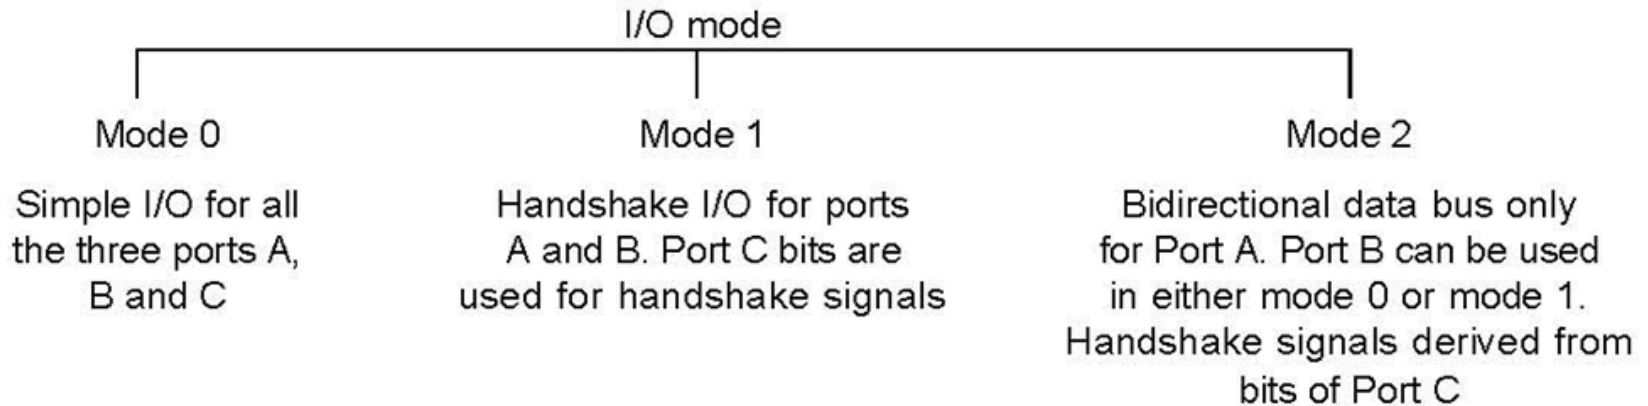 I/O mode
Mode 0
Simple I/O for all
the three ports A,
B and C
Mode 1
Handshake I/O for ports
A and B. Port C bits are
used for handshake signals
Mode 2
Bidirectional data bus only
for Port A. Port B can be used
in either mode 0 or mode 1.
Handshake signals derived from
bits of Port C